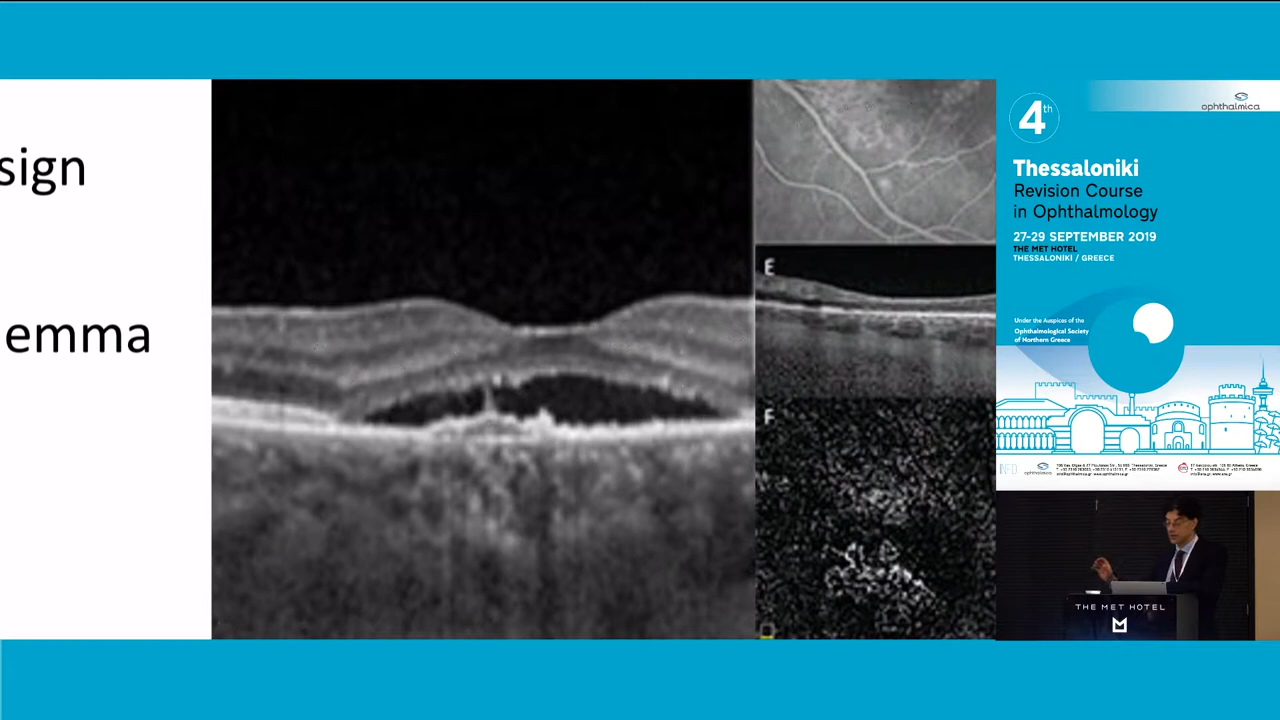 sign
emma
E
F
4th
ophthalmica
Thessaloniki
Revision Course
in Ophthalmology
27-29 SEPTEMBER 2019
THE MET HOTEL
THESSALONIKI / GREECE
Under the Auspices of the
Ophthalmological Society
of Northern Greece
ophthalmica
THE MET HOTEL